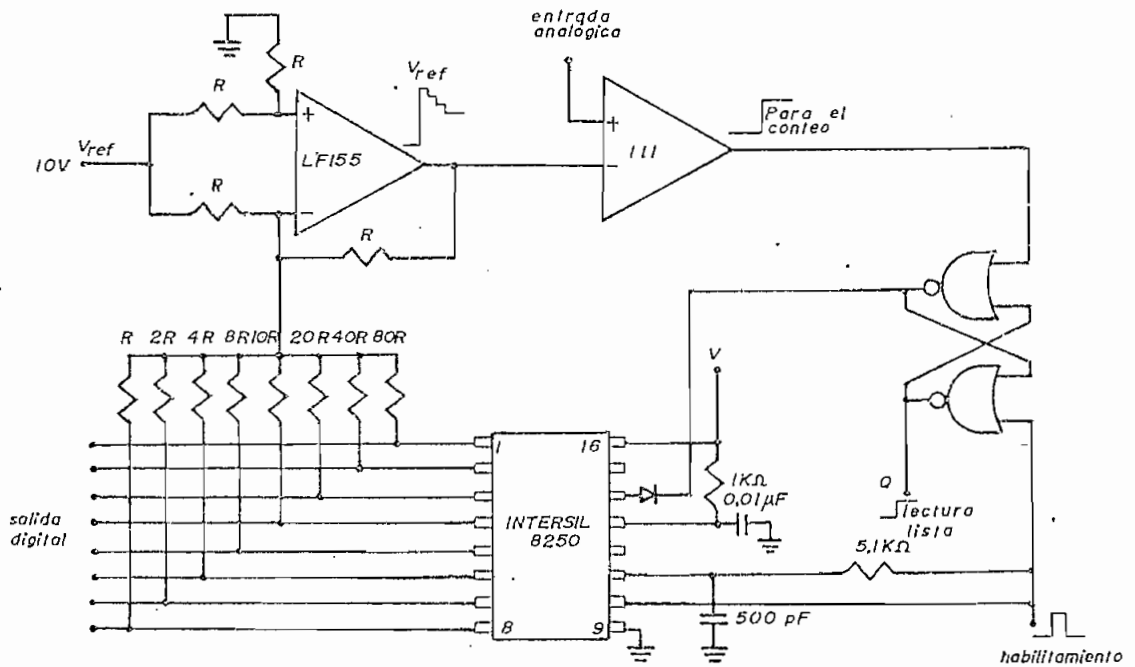 entrada
analógica
R
Vref
R
+
Vref
10V
LF155
R
−
R
+
111
−
Para el
conteo
R 2R 4R 8R 10R 20R 40R 80R
V
1 16
1KΩ
0,01µF
INTERSIL
8250
salida
digital
Q
lectura
lista
5,1KΩ
500 pF
8 9
habilitamiento